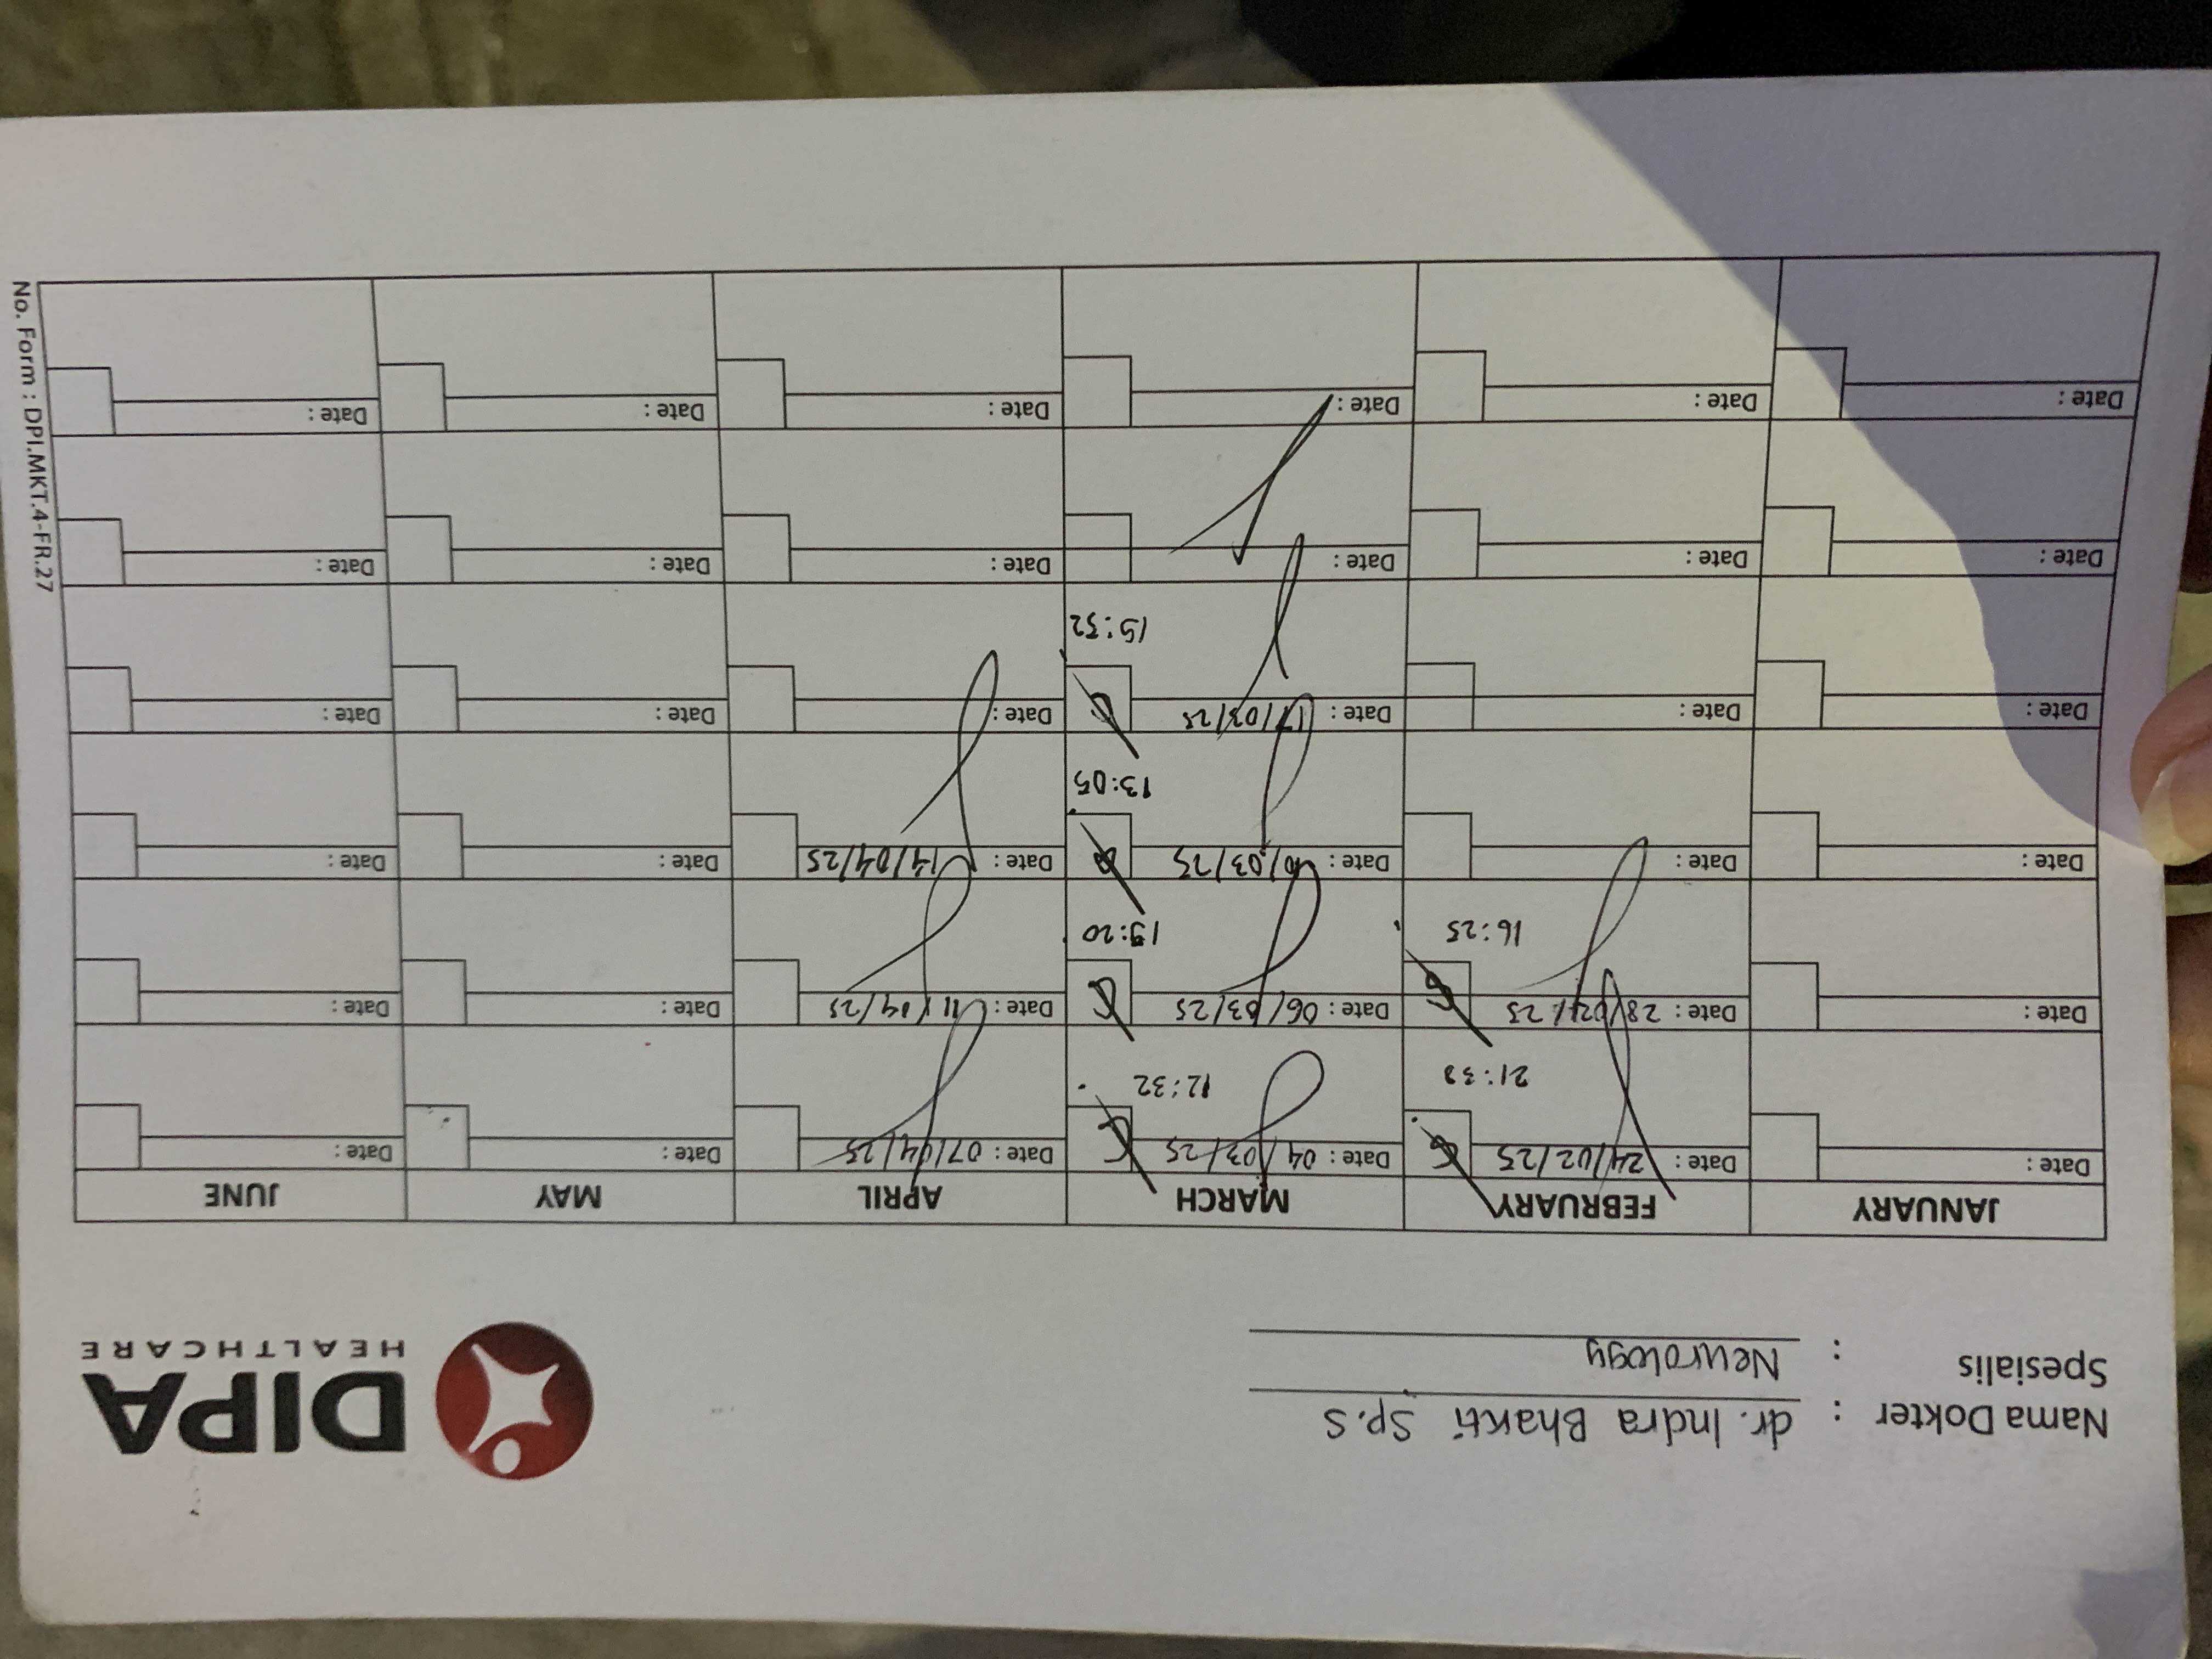 Nama Dokter : dr. Indra Bhakti Sp.S
Spesialis : Neurology
DIPA
HEALTHCARE
JANUARY FEBRUARY MARCH APRIL MAY JUNE
Date : Date : 24/02/25 Date : 04/03/25 Date : 07/04/25 Date : Date :
21:33 12:32
Date : Date : 28/02/25 Date : 06/03/25 Date : 11/04/25 Date : Date :
16:25 19:20
Date : Date : Date : 10/03/25 Date : 14/04/25 Date : Date :
13:05
Date : Date : Date : 17/03/25 Date : Date : Date :
15:32
Date : Date : Date : Date : Date : Date :
Date : Date : Date : Date : Date : Date :
No. Form : DPI.MKT.4-FR.27